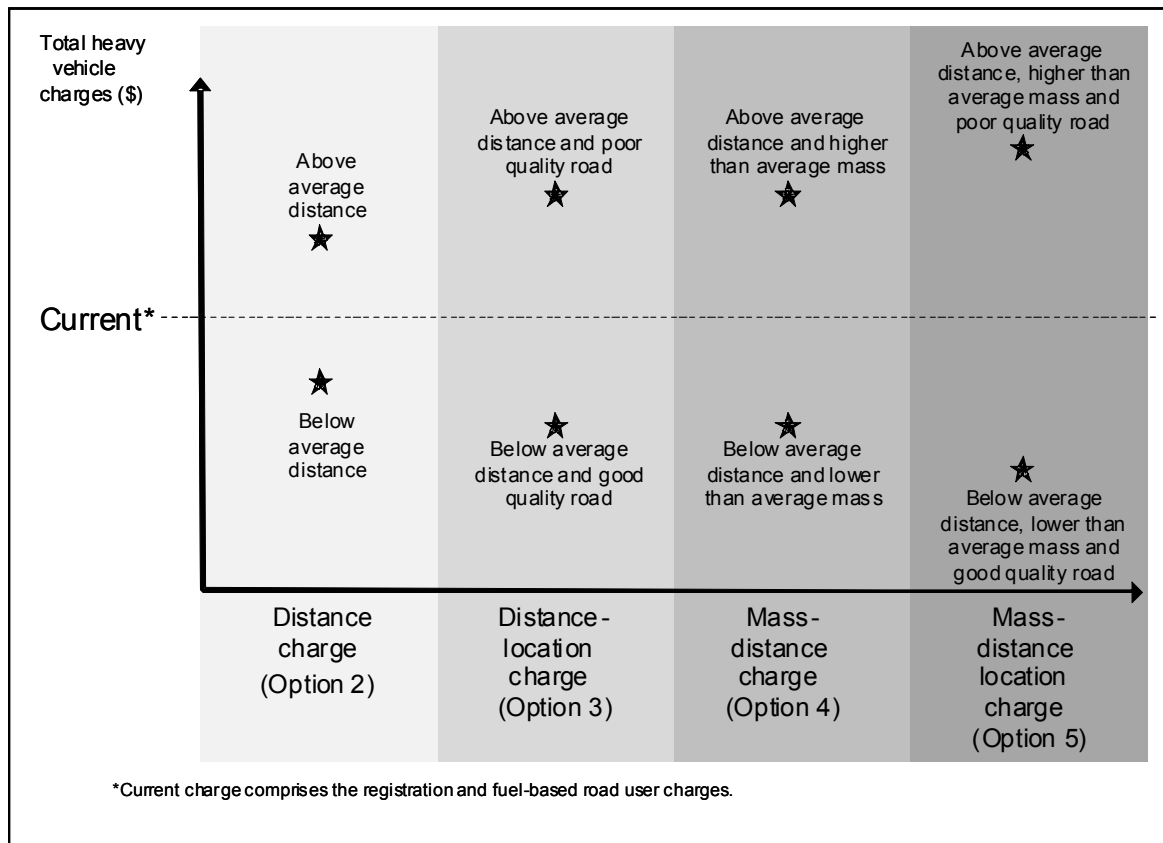 Total heavy
vehicle
charges ($)
Above
average
distance
Above average
distance and poor
quality road
Above average
distance and higher
than average mass
Above average
distance, higher than
average mass and
poor quality road
Current*
Below
average
distance
Below average
distance and good
quality road
Below average
distance and lower
than average mass
Below average
distance, lower than
average mass and
good quality road
Distance
charge
(Option 2)
Distance-
location
charge
(Option 3)
Mass-
distance
charge
(Option 4)
Mass-
distance
location
charge
(Option 5)
*Current charge comprises the registration and fuel-based road user charges.